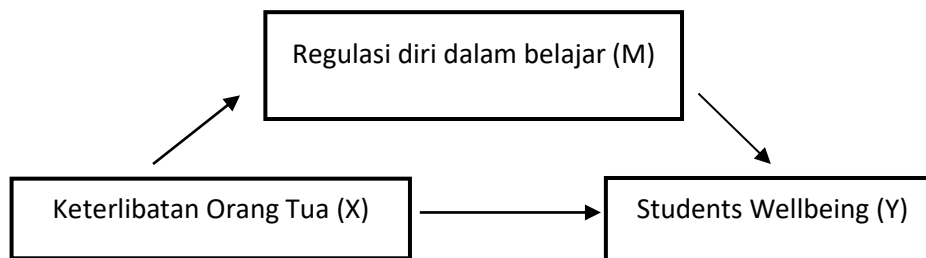 Regulasi diri dalam belajar (M)
Keterlibatan Orang Tua (X)
Students Wellbeing (Y)